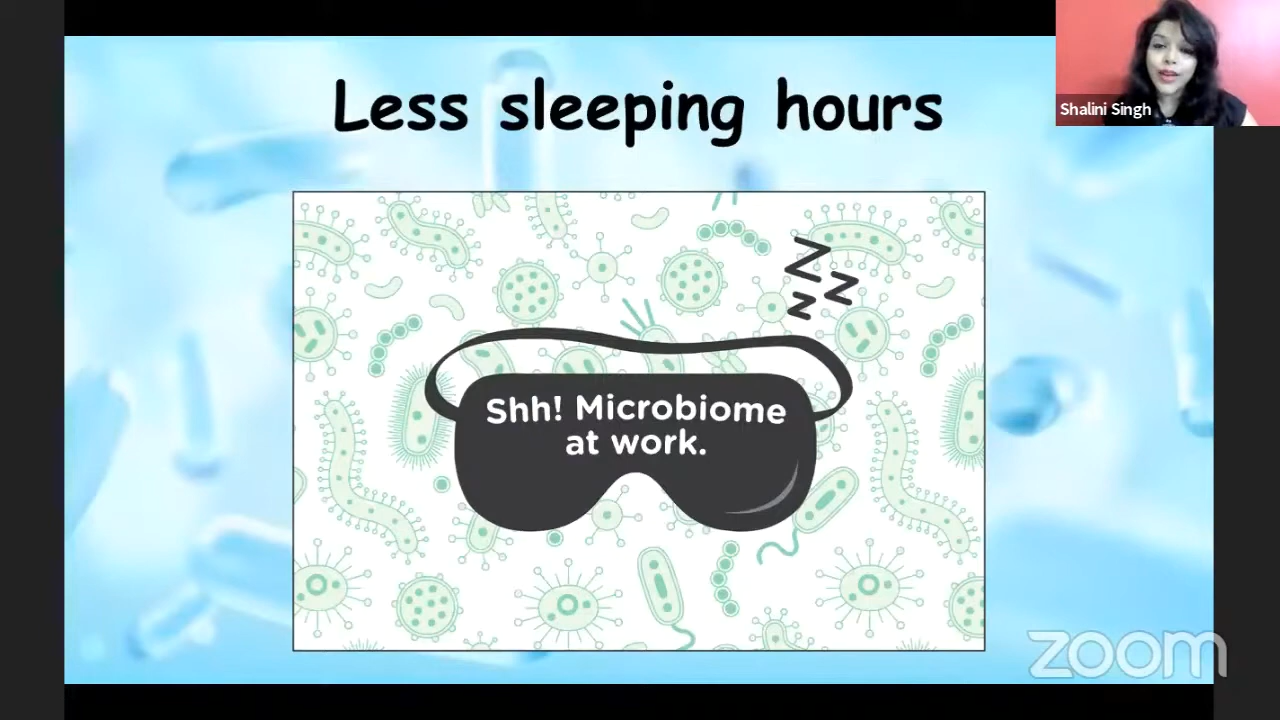 Less sleeping hours
Shalini Singh
Z
Z
Z
Shh! Microbiome
at work.
zoom